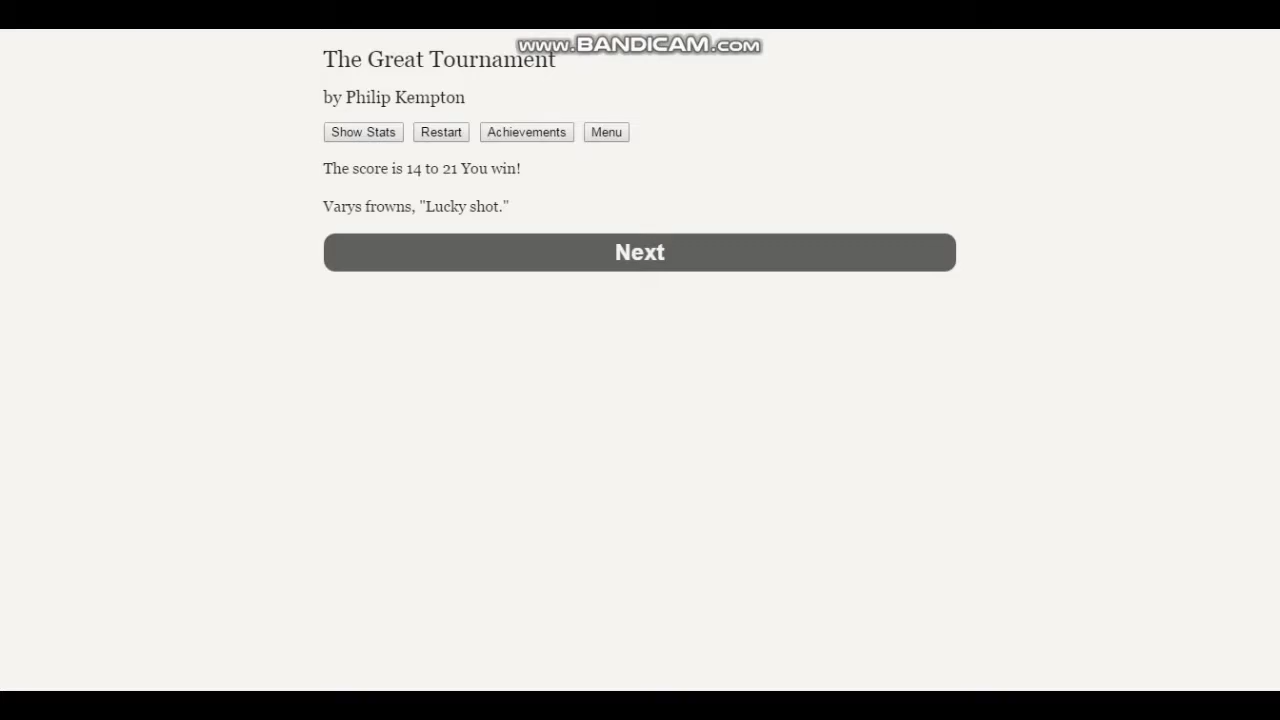 www.BANDICAM.com
The Great Tournament
by Philip Kempton
Show Stats Restart Achievements Menu
The score is 14 to 21 You win!
Varys frowns, "Lucky shot."
Next